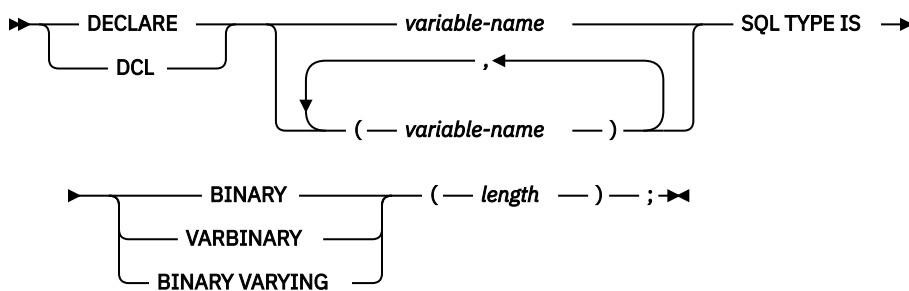 DECLARE variable-name SQL TYPE IS
DCL
,
( variable-name )
BINARY ( length ) ;
VARBINARY
BINARY VARYING